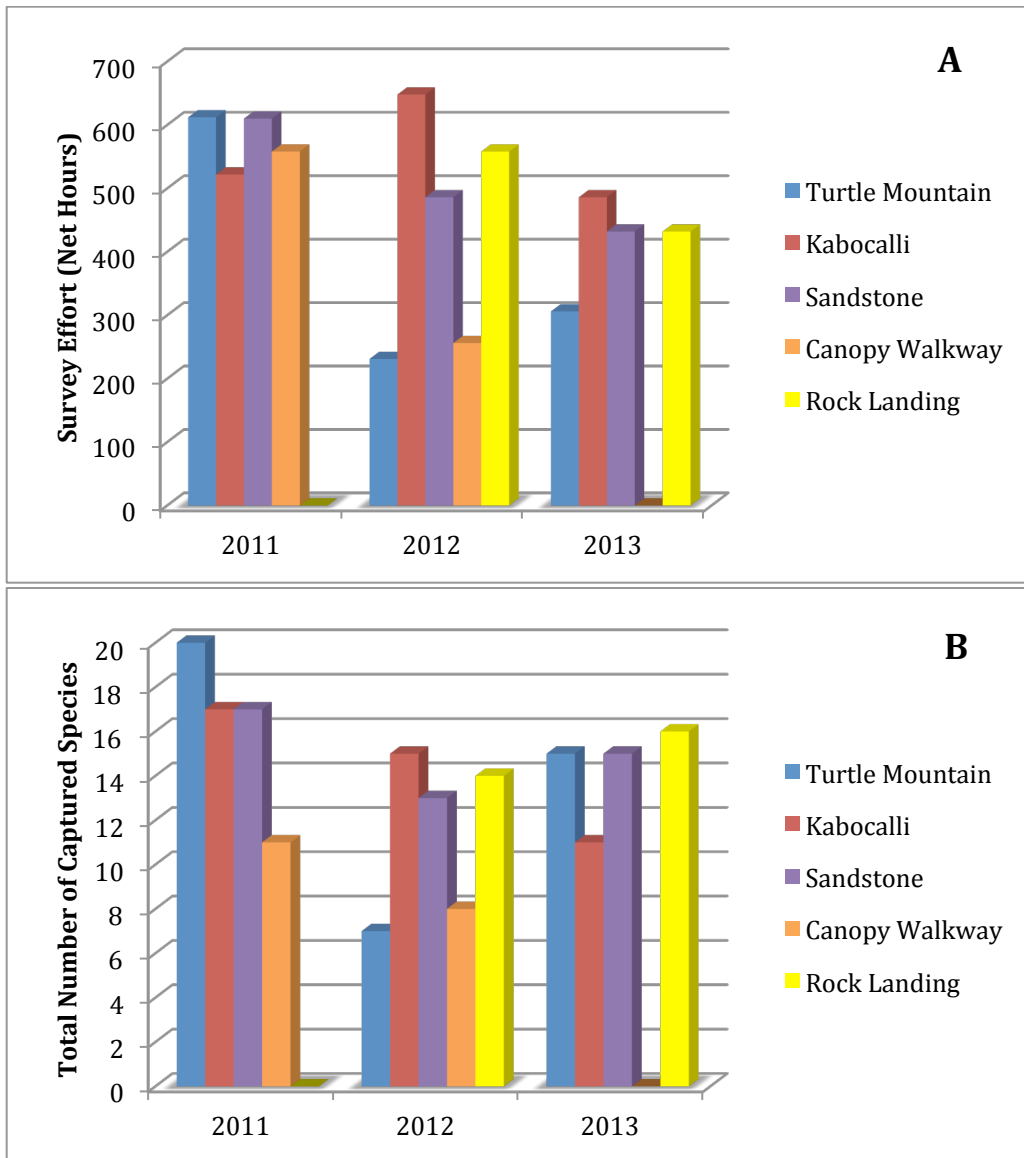 A
700
600
500
400
300
200
100
0
Survey Effort (Net Hours)
2011
2012
2013
Turtle Mountain
Kabocalli
Sandstone
Canopy Walkway
Rock Landing
B
20
18
16
14
12
10
8
6
4
2
0
Total Number of Captured Species
2011
2012
2013
Turtle Mountain
Kabocalli
Sandstone
Canopy Walkway
Rock Landing